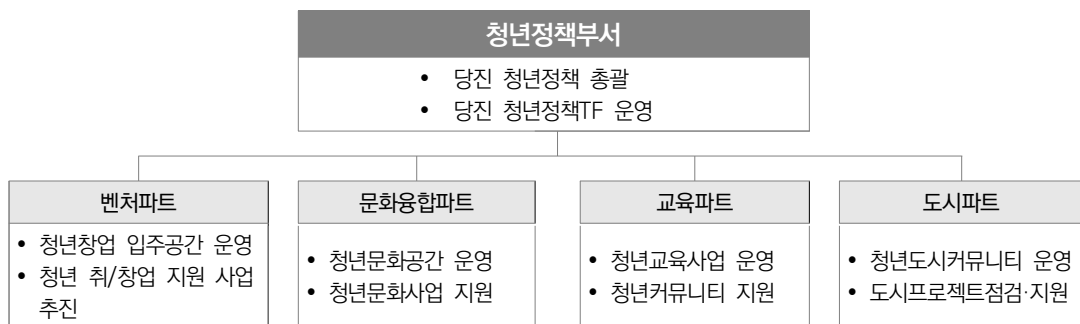 청년정책부서
• 당진 청년정책 총괄
• 당진 청년정책TF 운영
벤처파트
• 청년창업 입주공간 운영
• 청년 취/창업 지원 사업
추진
문화융합파트
• 청년문화공간 운영
• 청년문화사업 지원
교육파트
• 청년교육사업 운영
• 청년커뮤니티 지원
도시파트
• 청년도시커뮤니티 운영
• 도시프로젝트점검·지원